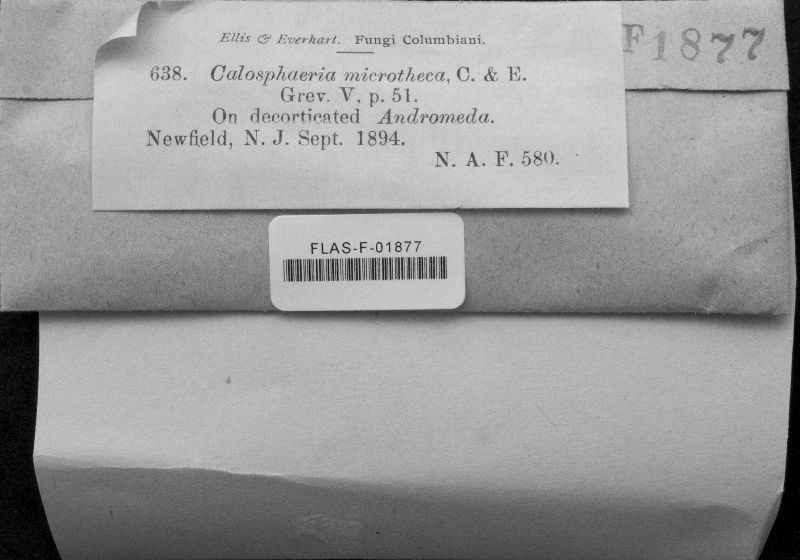 Ellis & Everhart. Fungi Columbiani.
F1877
638. Calosphaeria microtheca, C. & E.
Grev. V, p. 51.
On decorticated Andromeda.
Newfield, N. J. Sept. 1894.
N. A. F. 580.
FLAS-F-01877